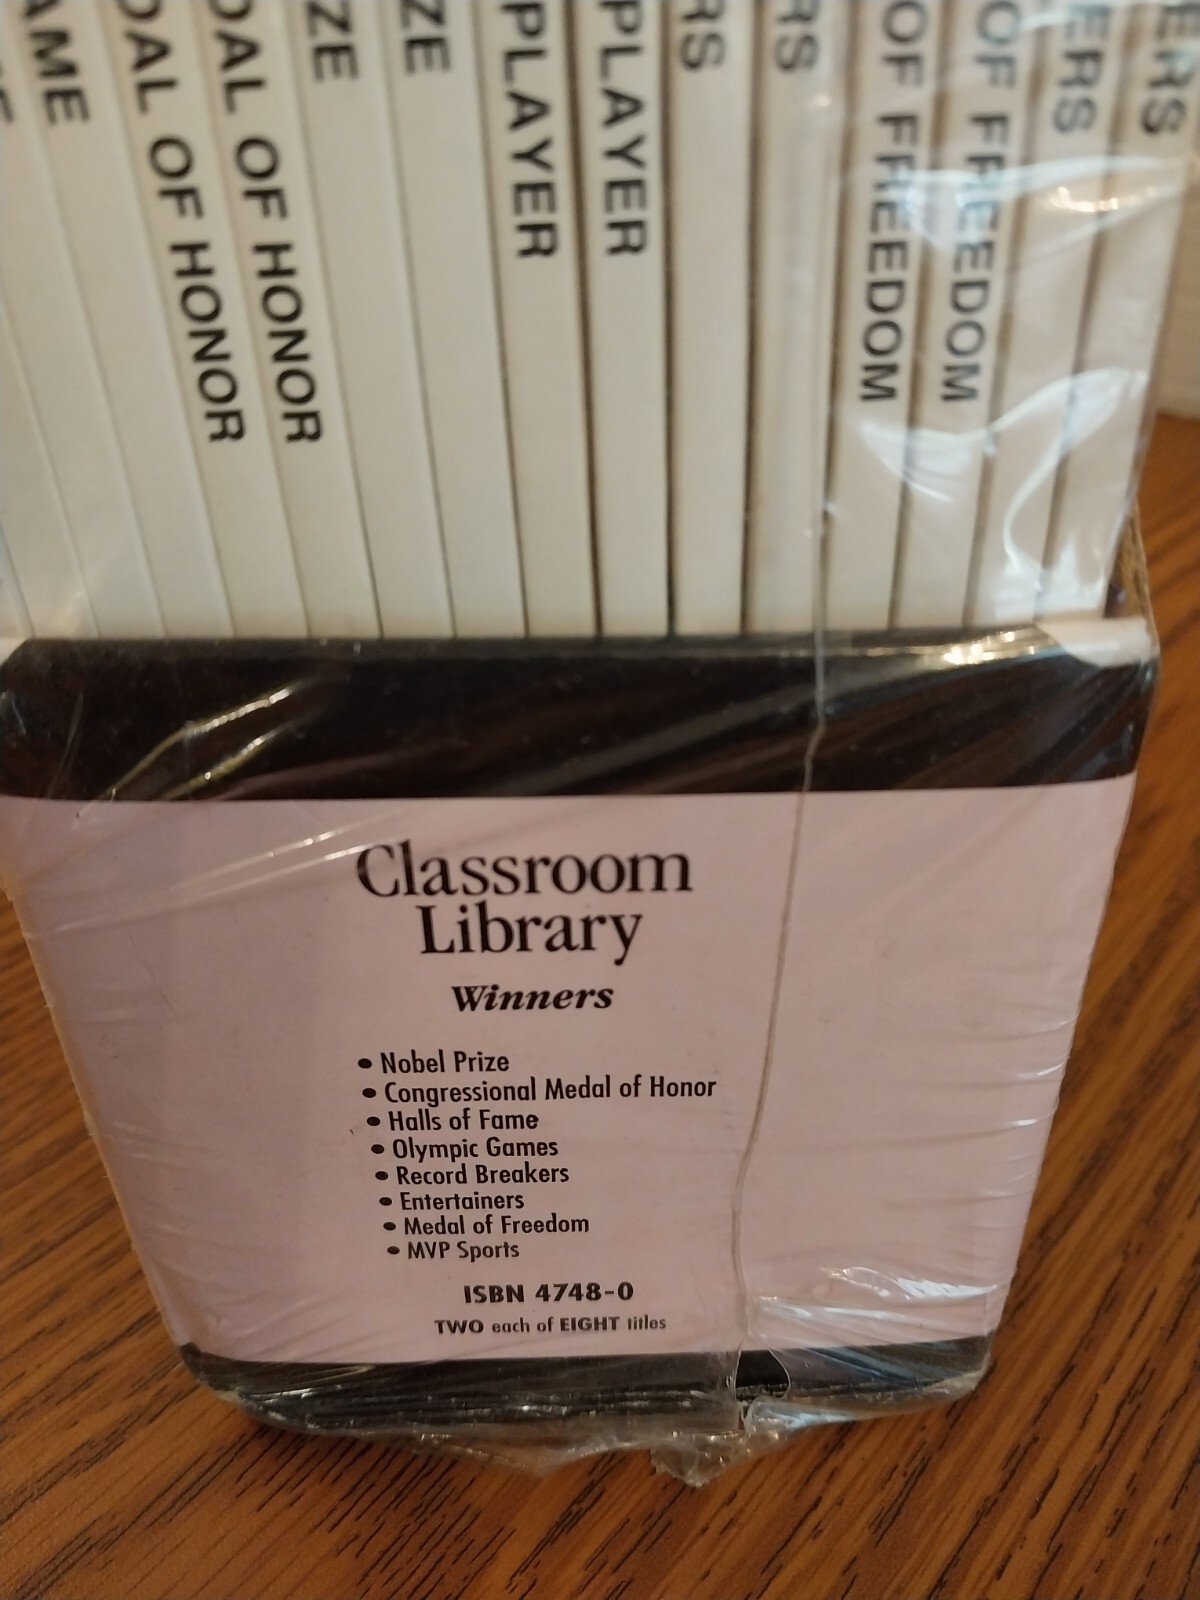 AME
DAL OF HONOR
DAL OF HONOR
ZE
ZE
PLAYER
PLAYER
RS
RS
OF FREEDOM
OF FREEDOM
ERS
ERS
Classroom
Library
Winners
• Nobel Prize
• Congressional Medal of Honor
• Halls of Fame
• Olympic Games
• Record Breakers
• Entertainers
• Medal of Freedom
• MVP Sports
ISBN 4748-0
TWO each of EIGHT titles